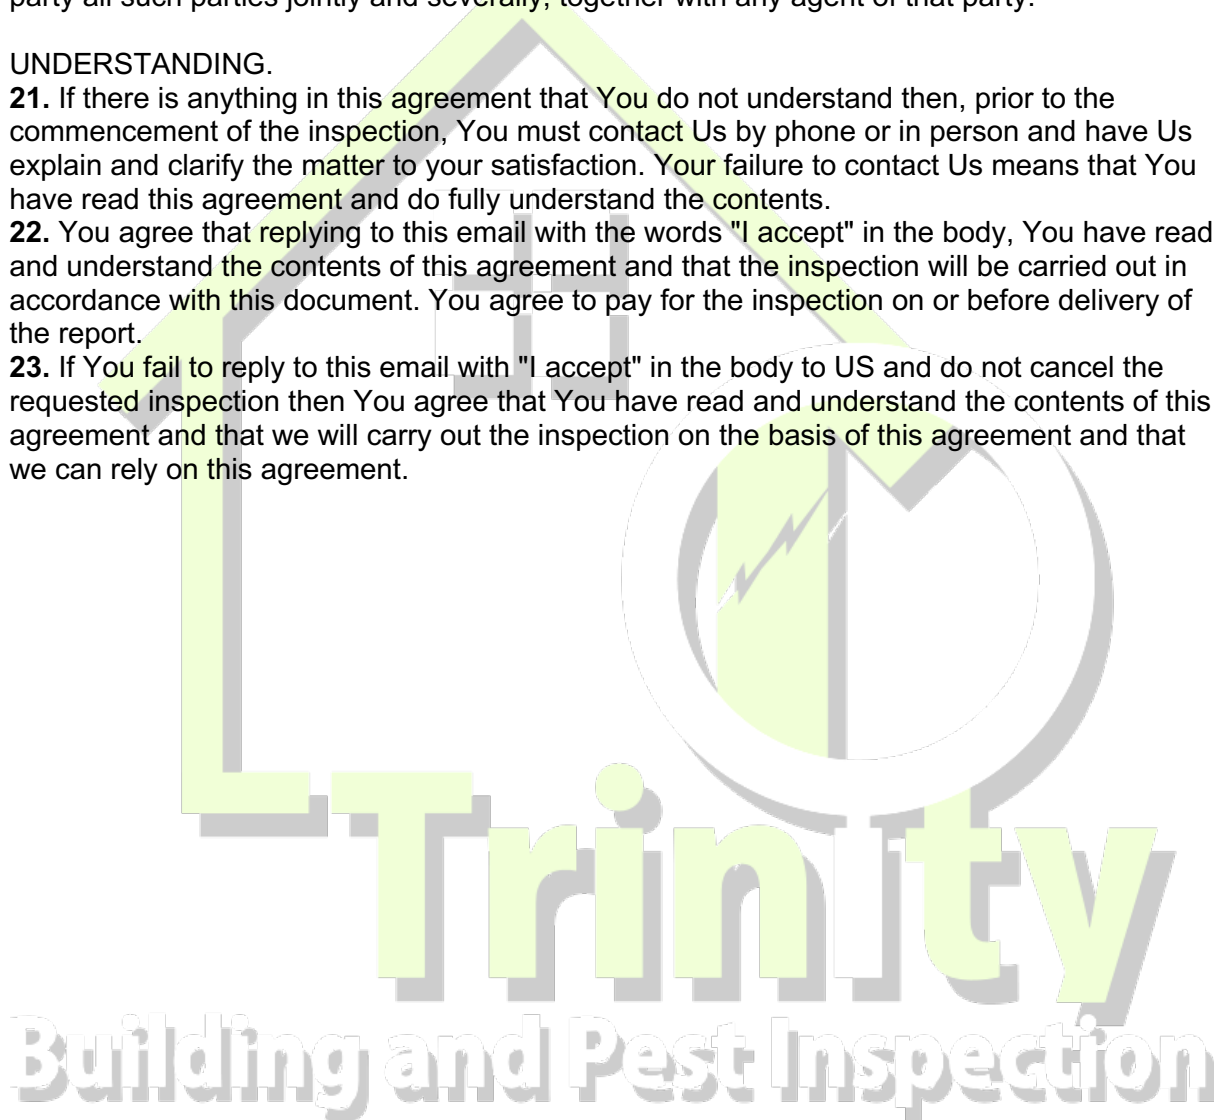 party all such parties jointly and severally, together with any agent of that party.
UNDERSTANDING.
21. If there is anything in this agreement that You do not understand then, prior to the
commencement of the inspection, You must contact Us by phone or in person and have Us
explain and clarify the matter to your satisfaction. Your failure to contact Us means that You
have read this agreement and do fully understand the contents.
22. You agree that replying to this email with the words "I accept" in the body, You have read
and understand the contents of this agreement and that the inspection will be carried out in
accordance with this document. You agree to pay for the inspection on or before delivery of
the report.
23. If You fail to reply to this email with "I accept" in the body to US and do not cancel the
requested inspection then You agree that You have read and understand the contents of this
agreement and that we will carry out the inspection on the basis of this agreement and that
we can rely on this agreement.
TrinIty
Building and Pest Inspection